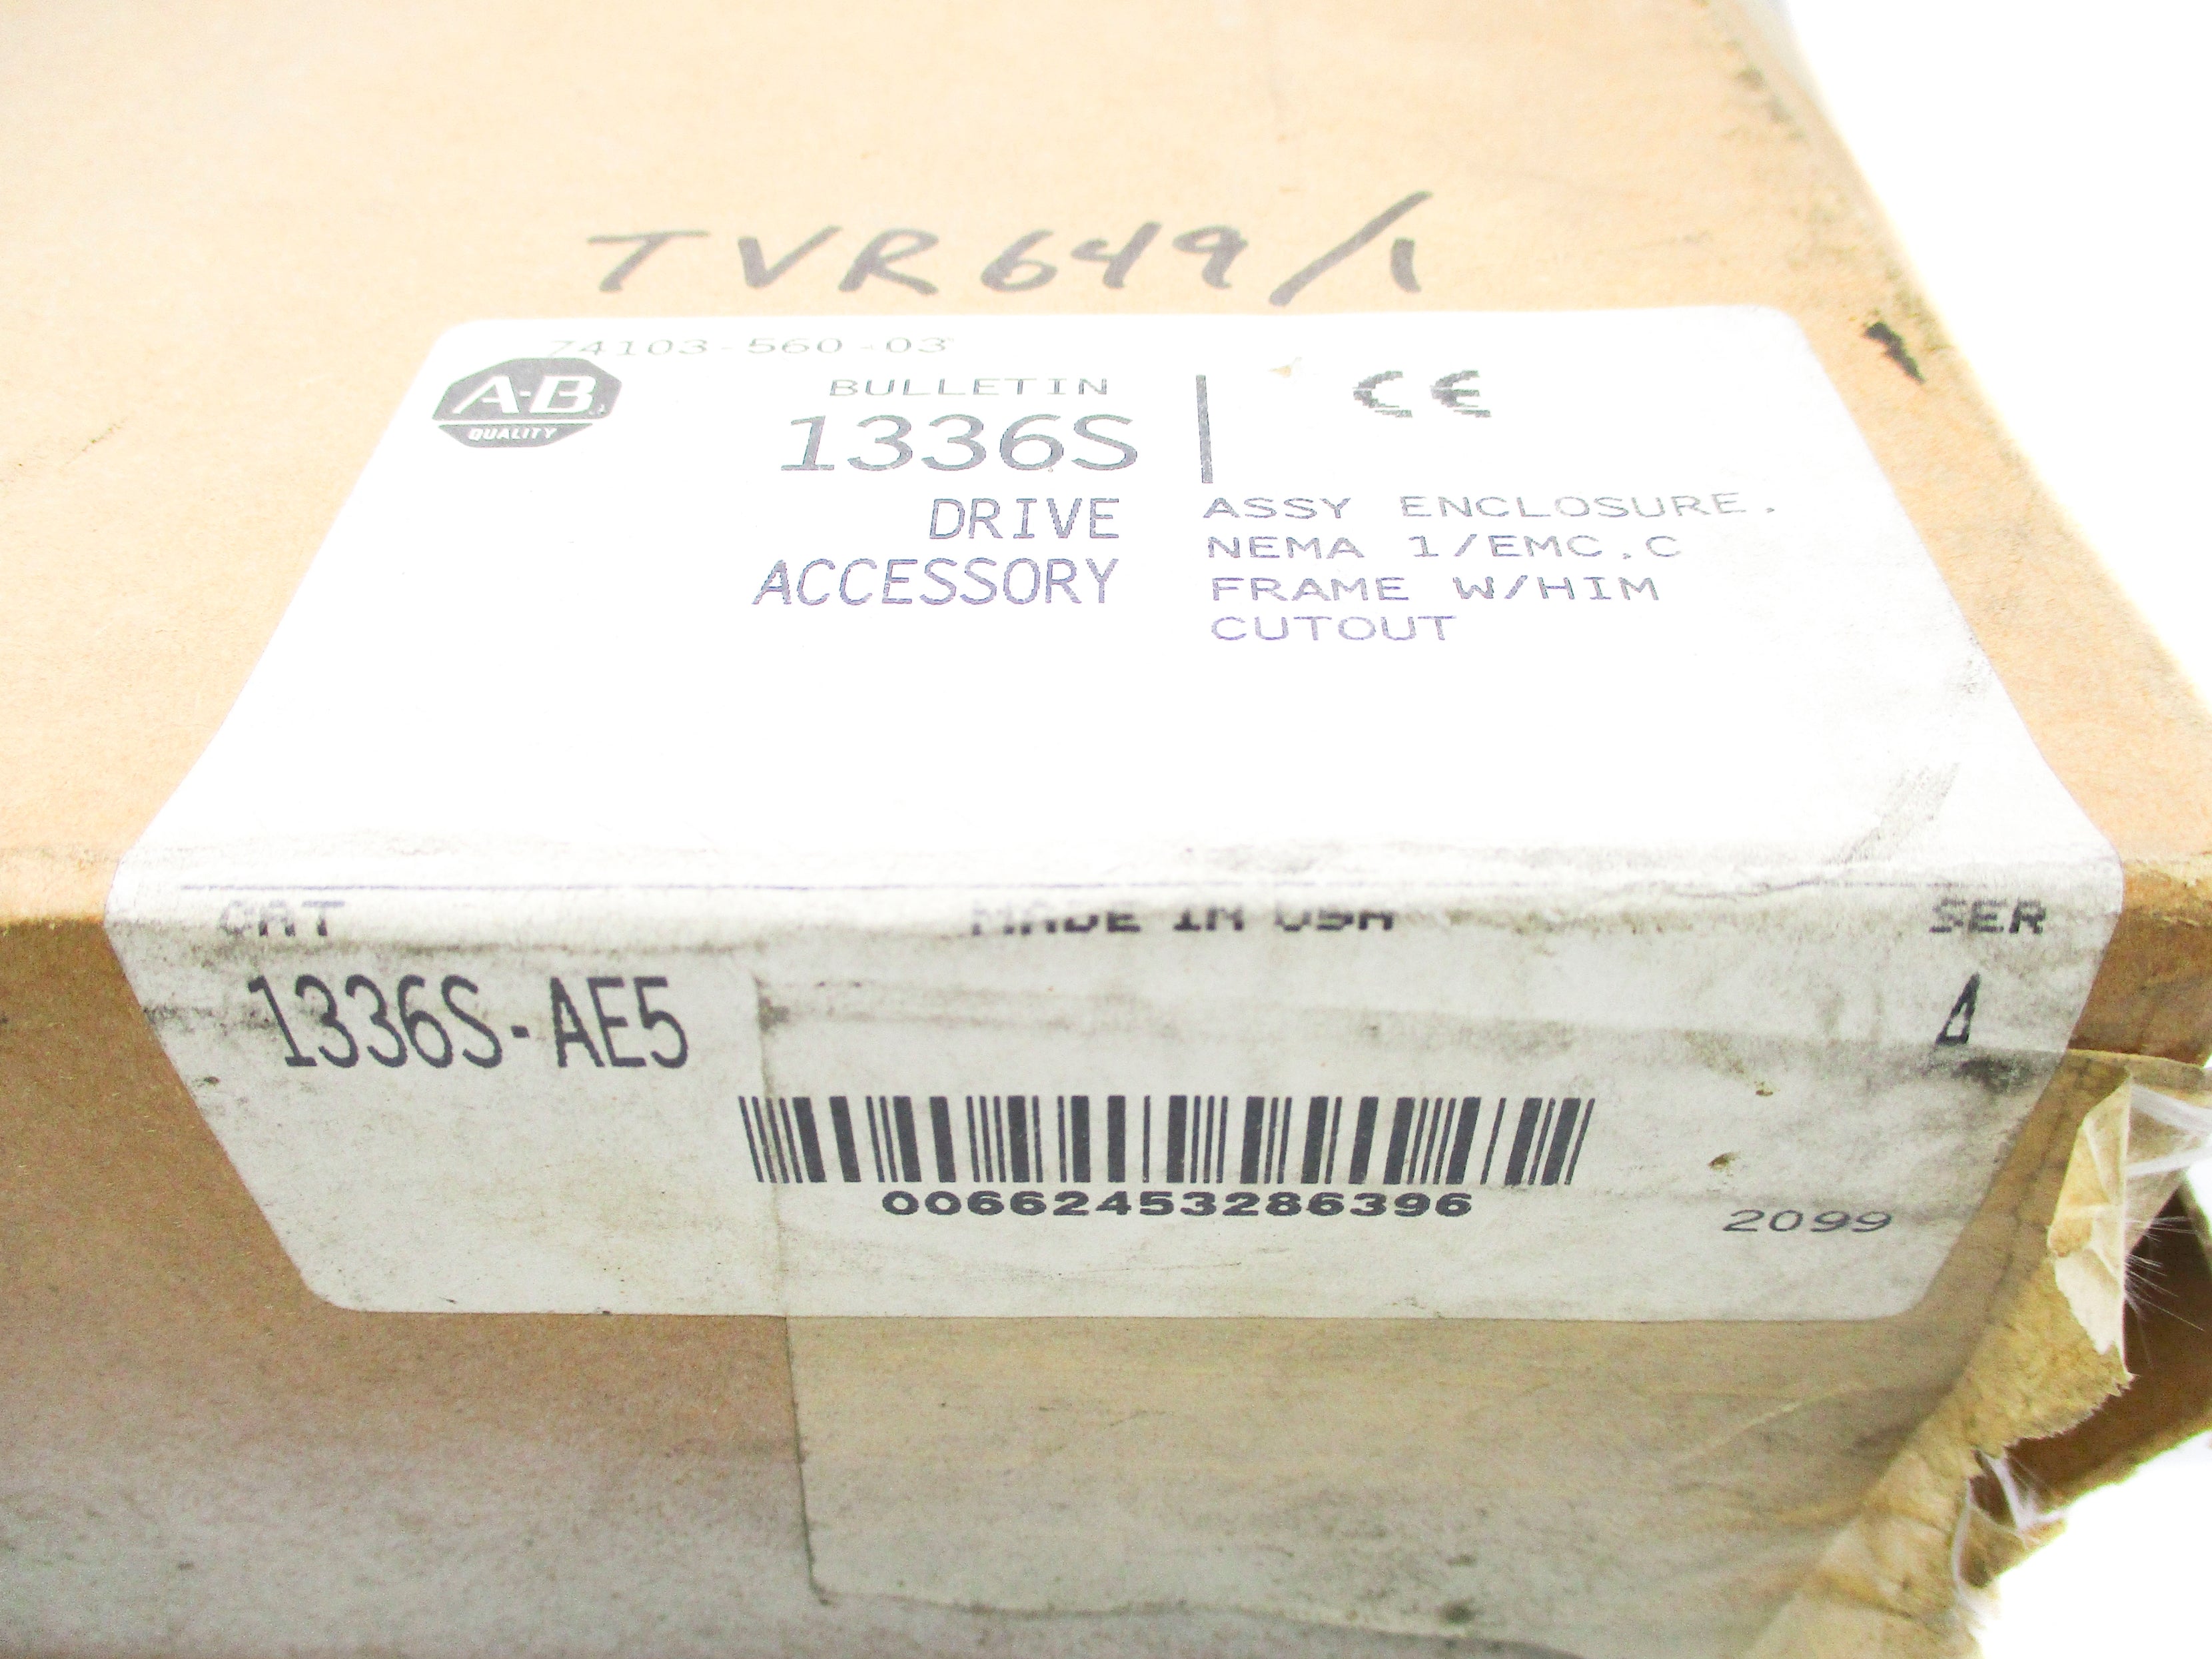 TVR649/1
74103-560-03
A-B
QUALITY
BULLETIN
1336S
DRIVE
ACCESSORY
CE
ASSY ENCLOSURE,
NEMA 1/EMC,C
FRAME W/HIM
CUTOUT
CAT
MADE IN USA
SER
1336S-AE5
A
00662453286396
2099